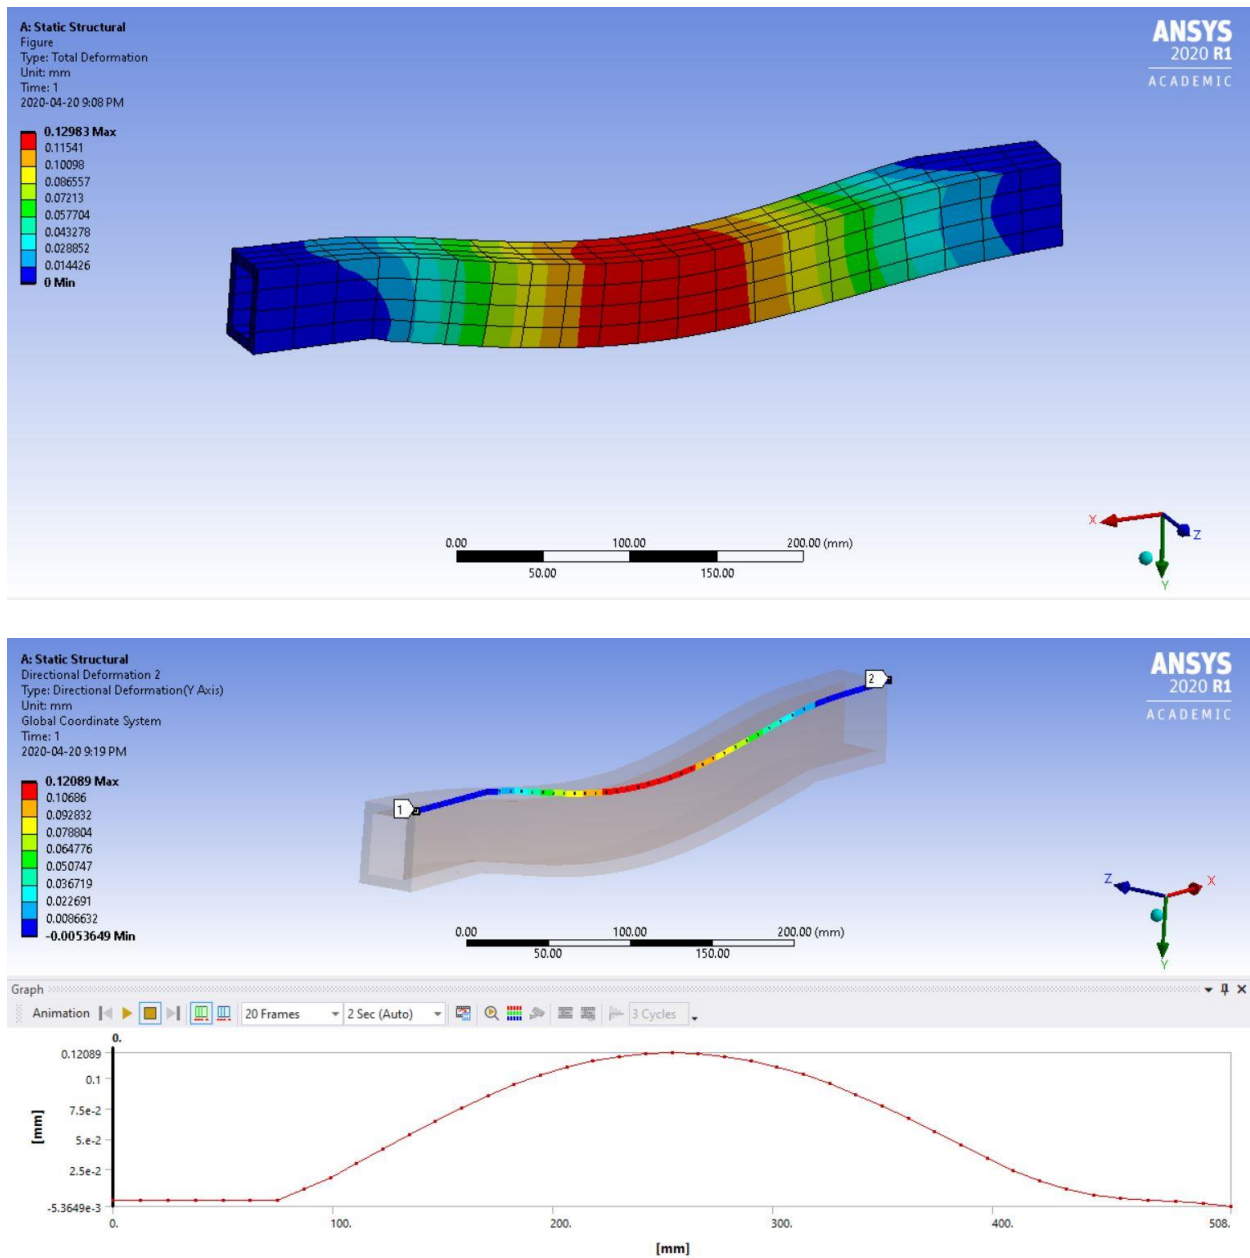 A: Static Structural
Figure
Type: Total Deformation
Unit: mm
Time: 1
2020-04-20 9:08 PM
0.12983 Max
0.11541
0.10098
0.086557
0.07213
0.057704
0.043278
0.028852
0.014426
0 Min
ANSYS
2020 R1
ACADEMIC
0.00 100.00 200.00 (mm)
50.00 150.00
X
Z
Y
A: Static Structural
Directional Deformation 2
Type: Directional Deformation(Y Axis)
Unit: mm
Global Coordinate System
Time: 1
2020-04-20 9:19 PM
0.12089 Max
0.10686
0.092832
0.078804
0.064776
0.050747
0.036719
0.022691
0.0086632
-0.0053649 Min
1
2
ANSYS
2020 R1
ACADEMIC
0.00 100.00 200.00 (mm)
50.00 150.00
Z
X
Y
Graph
Animation 20 Frames 2 Sec (Auto) 3 Cycles
0.
0.12089
0.1
7.5e-2
5.e-2
2.5e-2
-5.3649e-3
[mm]
0. 100. 200. 300. 400. 508.
[mm]